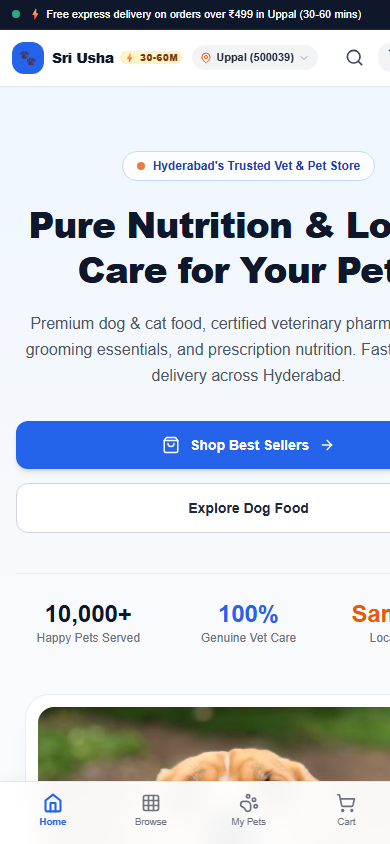 Free express delivery on orders over ₹499 in Uppal (30-60 mins)
Sri Usha
30-60M
Uppal (500039)
Hyderabad's Trusted Vet & Pet Store
Pure Nutrition & Lo
Care for Your Pet
Premium dog & cat food, certified veterinary pharm
grooming essentials, and prescription nutrition. Fast
delivery across Hyderabad.
Shop Best Sellers
Explore Dog Food
10,000+
100%
San
Happy Pets Served
Genuine Vet Care
Loca
Home
Browse
My Pets
Cart